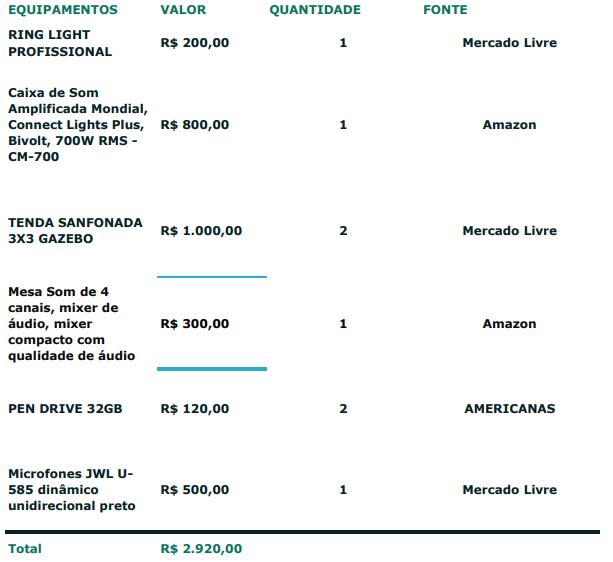 EQUIPAMENTOS VALOR QUANTIDADE FONTE
RING LIGHT
PROFISSIONAL
R$ 200,00 1 Mercado Livre
Caixa de Som
Amplificada Mondial,
Connect Lights Plus,
Bivolt, 700W RMS -
CM-700
R$ 800,00 1 Amazon
TENDA SANFONADA
3X3 GAZEBO
R$ 1.000,00 2 Mercado Livre
Mesa Som de 4
canais, mixer de
áudio, mixer
compacto com
qualidade de áudio
R$ 300,00 1 Amazon
PEN DRIVE 32GB R$ 120,00 2 AMERICANAS
Microfones JWL U-
585 dinâmico
unidirecional preto
R$ 500,00 1 Mercado Livre
Total R$ 2.920,00